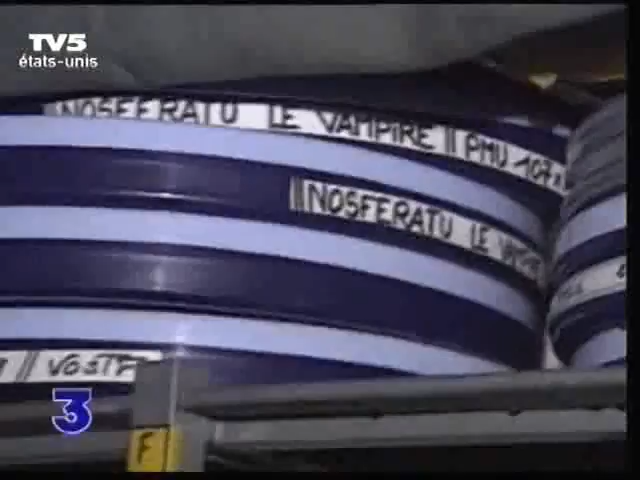 TV5
états-unis
NOSFERATU LE VAMPIRE || PMU 107
||NOSFERATU LE VAMPIRE
// VOSTF
3
F